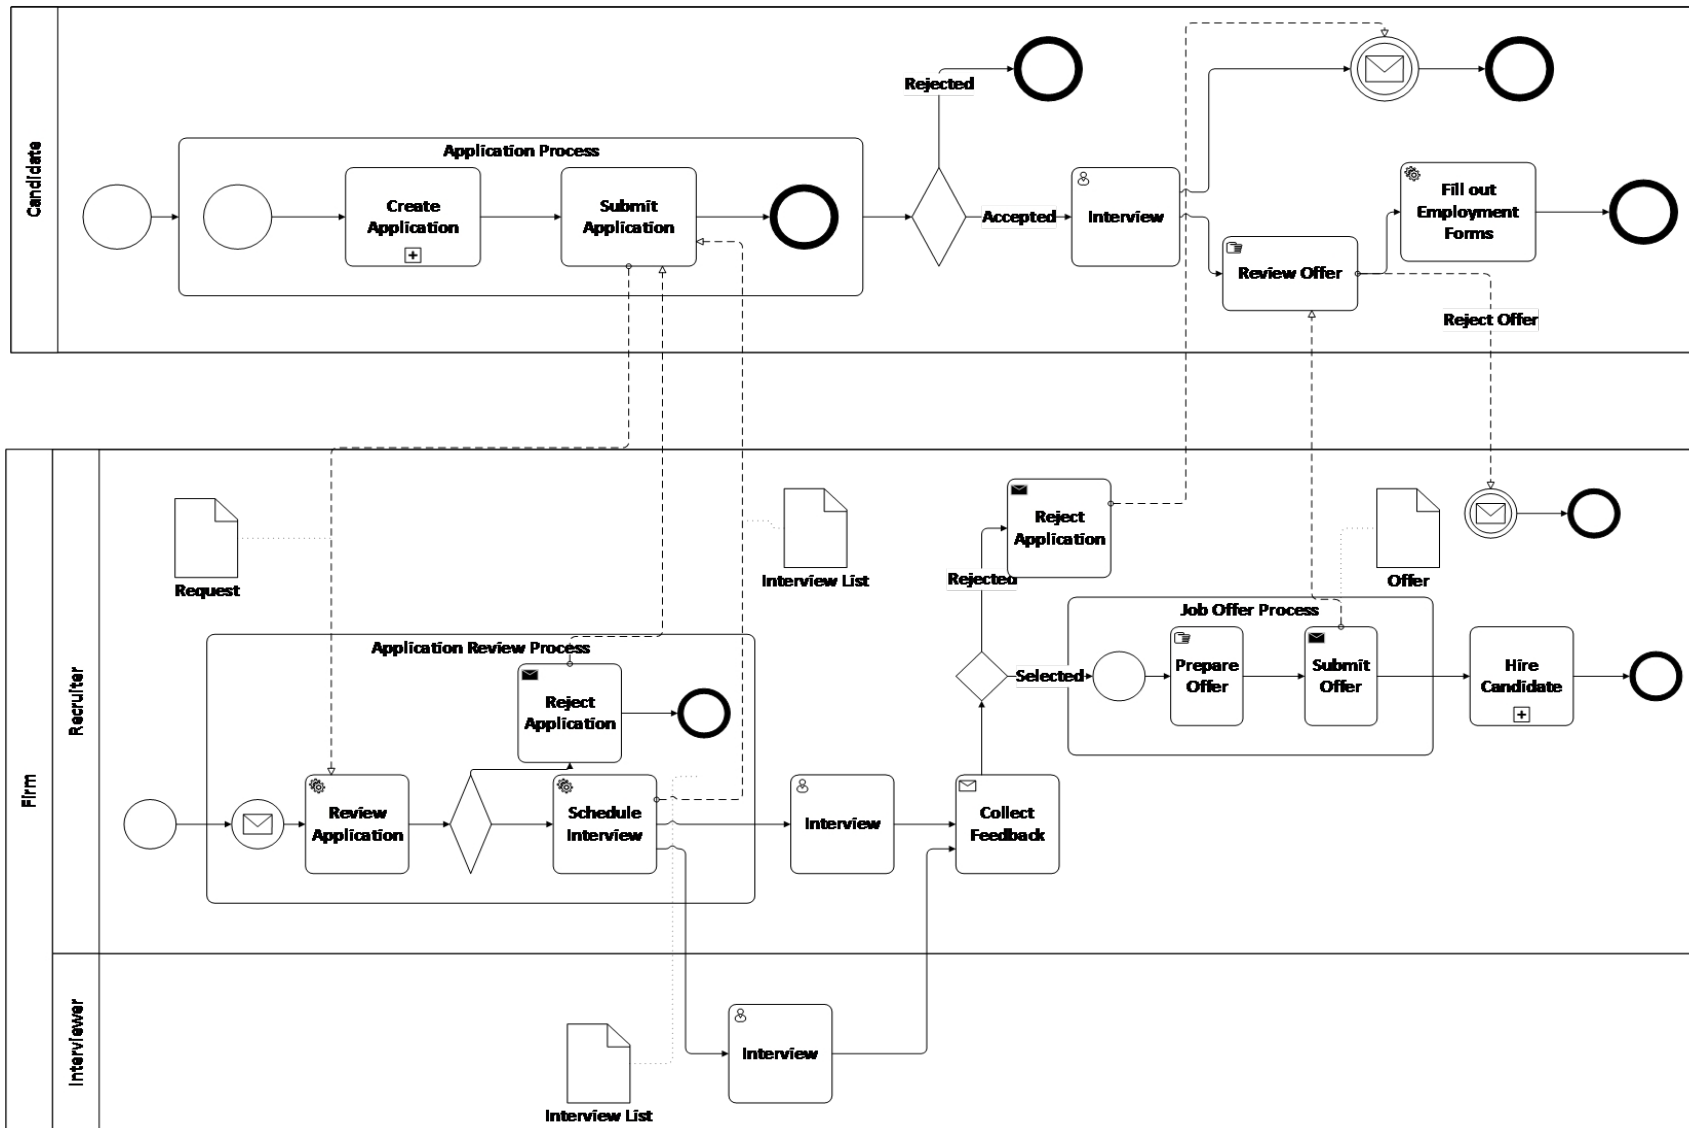 Candidate
Application Process
Create
Application
Submit
Application
Rejected
Accepted
Interview
Review Offer
Fill out
Employment
Forms
Reject Offer
Firm
Recruiter
Request
Interview List
Reject
Application
Rejected
Offer
Application Review Process
Reject
Application
Review
Application
Schedule
Interview
Interview
Collect
Feedback
Selected
Job Offer Process
Prepare
Offer
Submit
Offer
Hire
Candidate
Interviewer
Interview
Interview List